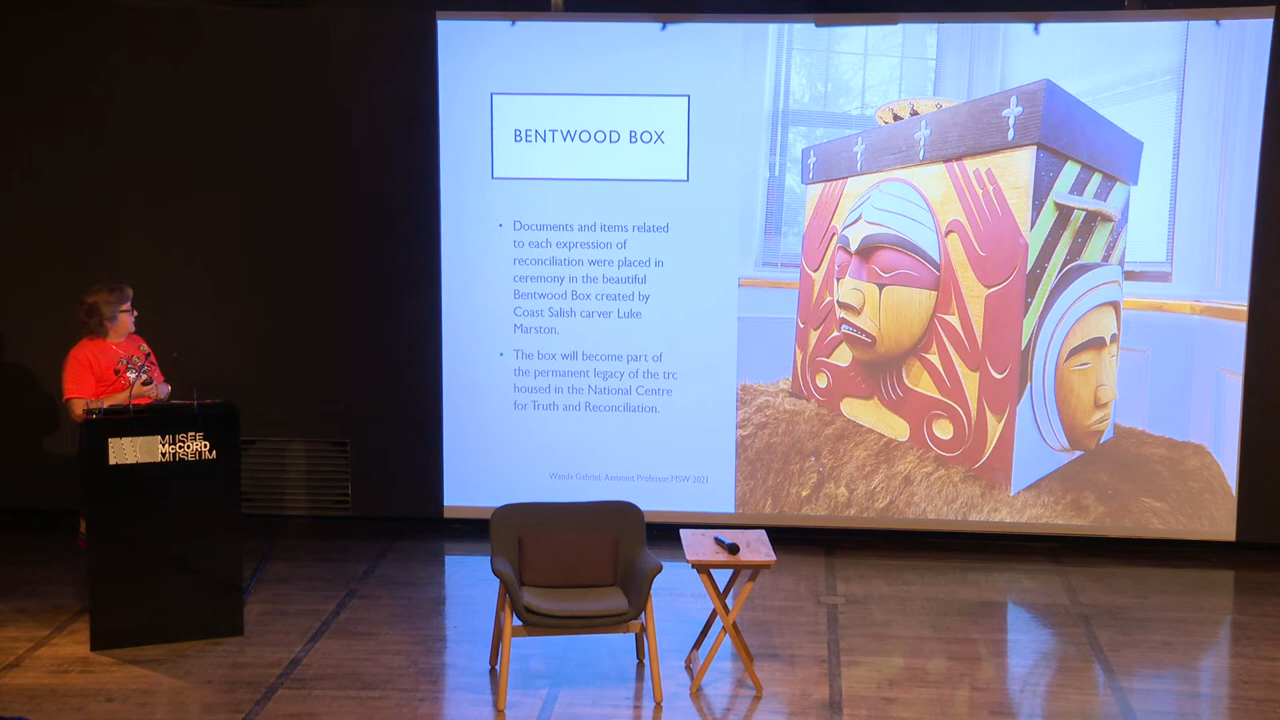 BENTWOOD BOX
• Documents and items related
to each expression of
reconciliation were placed in
ceremony in the beautiful
Bentwood Box created by
Coast Salish carver Luke
Marston.
• The box will become part of
the permanent legacy of the trc
housed in the National Centre
for Truth and Reconciliation.
Wanda Gabriel, Assistant Professor,MSW 2021
MUSÉE
McCORD
MUSEUM